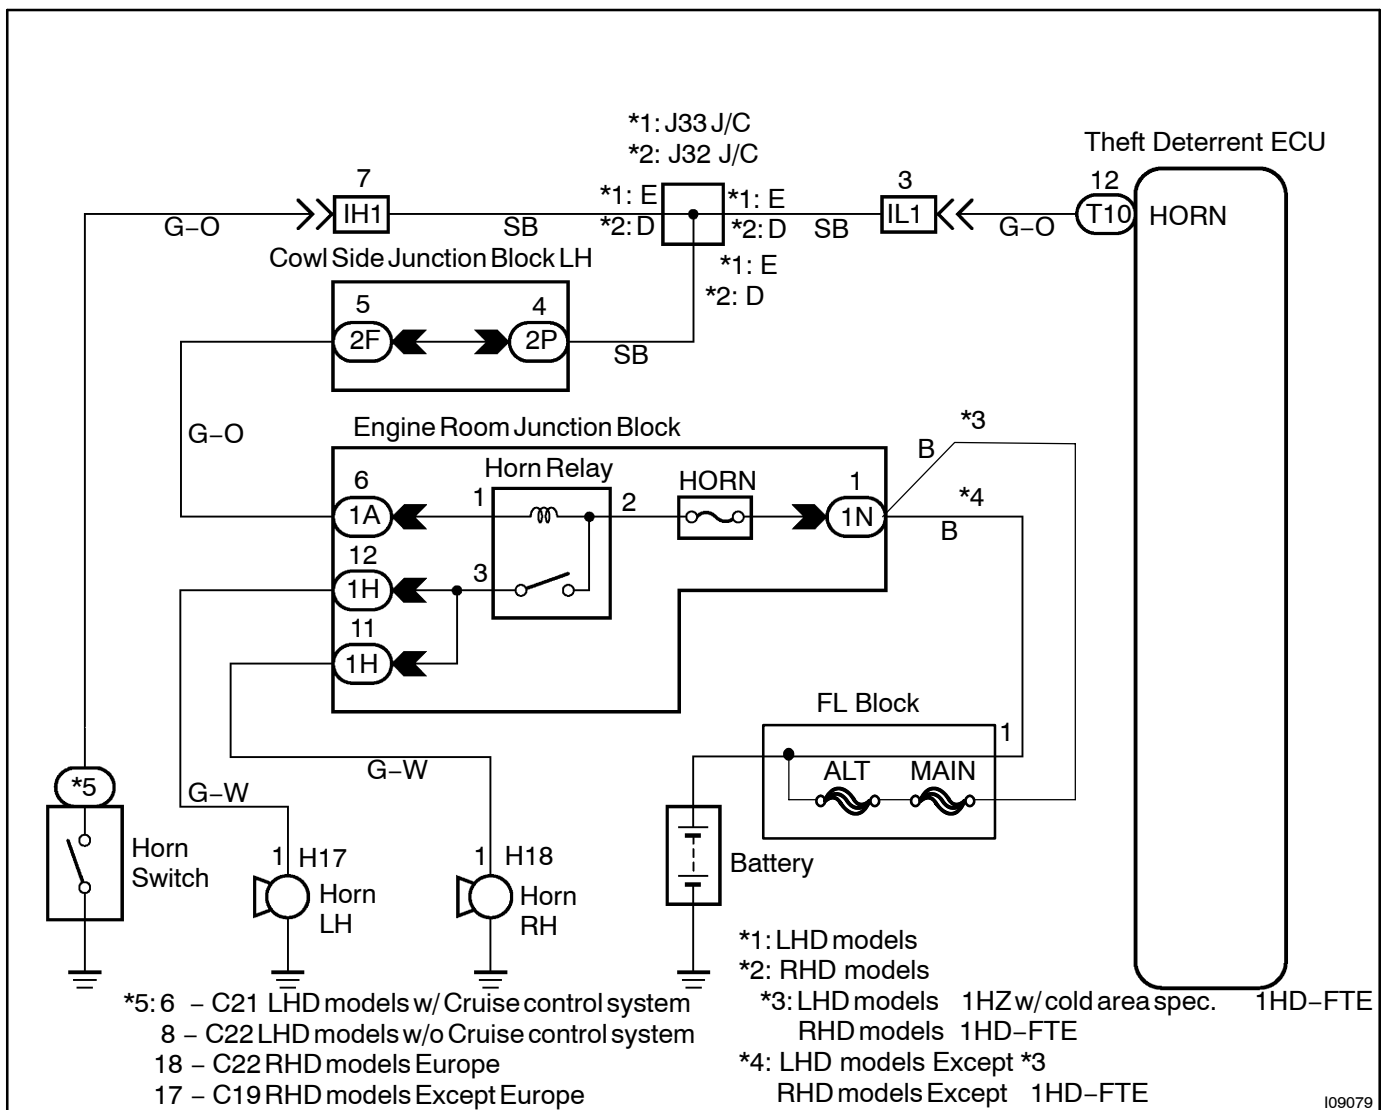 *1: J33 J/C
*2: J32 J/C
Theft Deterrent ECU
7
*1: E
*1: E
3
12
IH1
IL1
T10
HORN
G–O
SB
*2: D
*2: D
SB
G–O
Cowl Side Junction Block LH
*1: E
*2: D
5
4
2F
2P
SB
G–O
Engine Room Junction Block
*3
B
Horn Relay
6
1
2
HORN
1
*4
1A
1N
B
12
3
1H
11
1H
FL Block
1
G–W
ALT
MAIN
*5
G–W
Horn
Switch
1
H17
Horn
LH
1
H18
Horn
RH
Battery
*1: LHD models
*2: RHD models
*3: LHD models 1HZ w/ cold area spec. 1HD–FTE
RHD models 1HD–FTE
*4: LHD models Except *3
RHD models Except 1HD–FTE
*5: 6 – C21 LHD models w/ Cruise control system
8 – C22 LHD models w/o Cruise control system
18 – C22 RHD models Europe
17 – C19 RHD models Except Europe
I09079